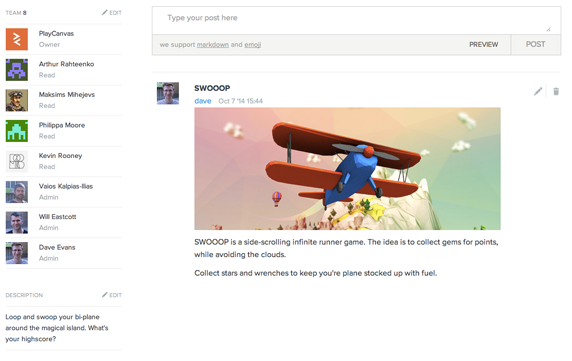 TEAM 8
EDIT
PlayCanvas
Owner
Arthur Rahteenko
Read
Maksims Mihejevs
Read
Philippa Moore
Read
Kevin Rooney
Read
Vaios Kalpias-Ilias
Admin
Will Eastcott
Admin
Dave Evans
Admin
DESCRIPTION
EDIT
Loop and swoop your bi-plane
around the magical island. What's
your highscore?
Type your post here
we support markdown and emoji
PREVIEW
POST
SWOOOP
dave Oct 7 '14 15:44
SWOOOP is a side-scrolling infinite runner game. The idea is to collect gems for points,
while avoiding the clouds.
Collect stars and wrenches to keep you're plane stocked up with fuel.